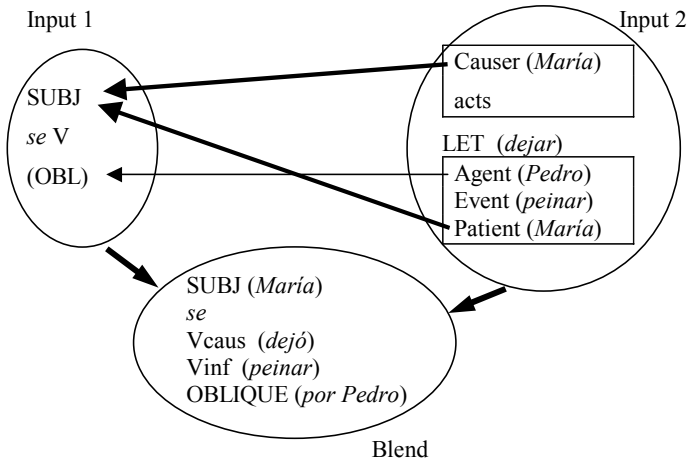 Input 1
Input 2
SUBJ
se V
(OBL)
Causer (María)
acts
LET (dejar)
Agent (Pedro)
Event (peinar)
Patient (María)
SUBJ (María)
se
Vcaus (dejó)
Vinf (peinar)
OBLIQUE (por Pedro)
Blend